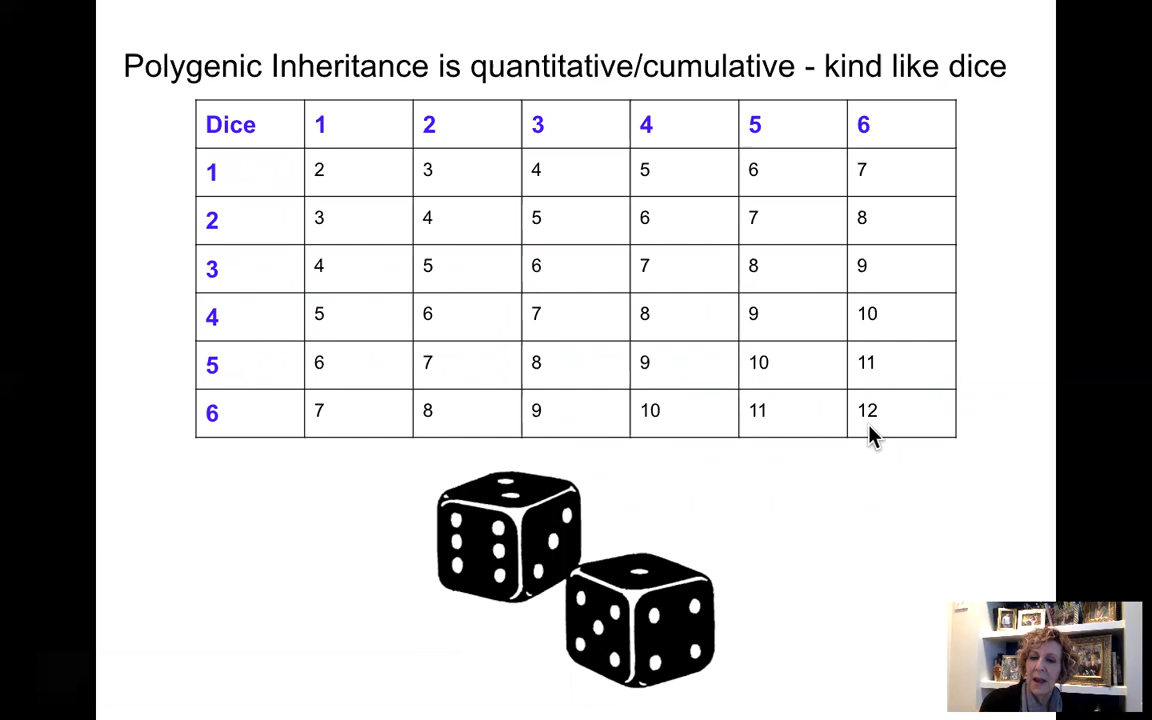 Polygenic Inheritance is quantitative/cumulative - kind like dice
Dice 1 2 3 4 5 6
1 2 3 4 5 6 7
2 3 4 5 6 7 8
3 4 5 6 7 8 9
4 5 6 7 8 9 10
5 6 7 8 9 10 11
6 7 8 9 10 11 12